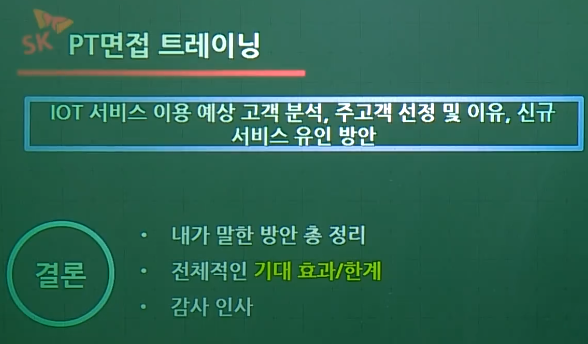 SK
PT면접 트레이닝
IOT 서비스 이용 예상 고객 분석, 주고객 선정 및 이유, 신규
서비스 유인 방안
결론
• 내가 말한 방안 총 정리
• 전체적인 기대 효과/한계
• 감사 인사